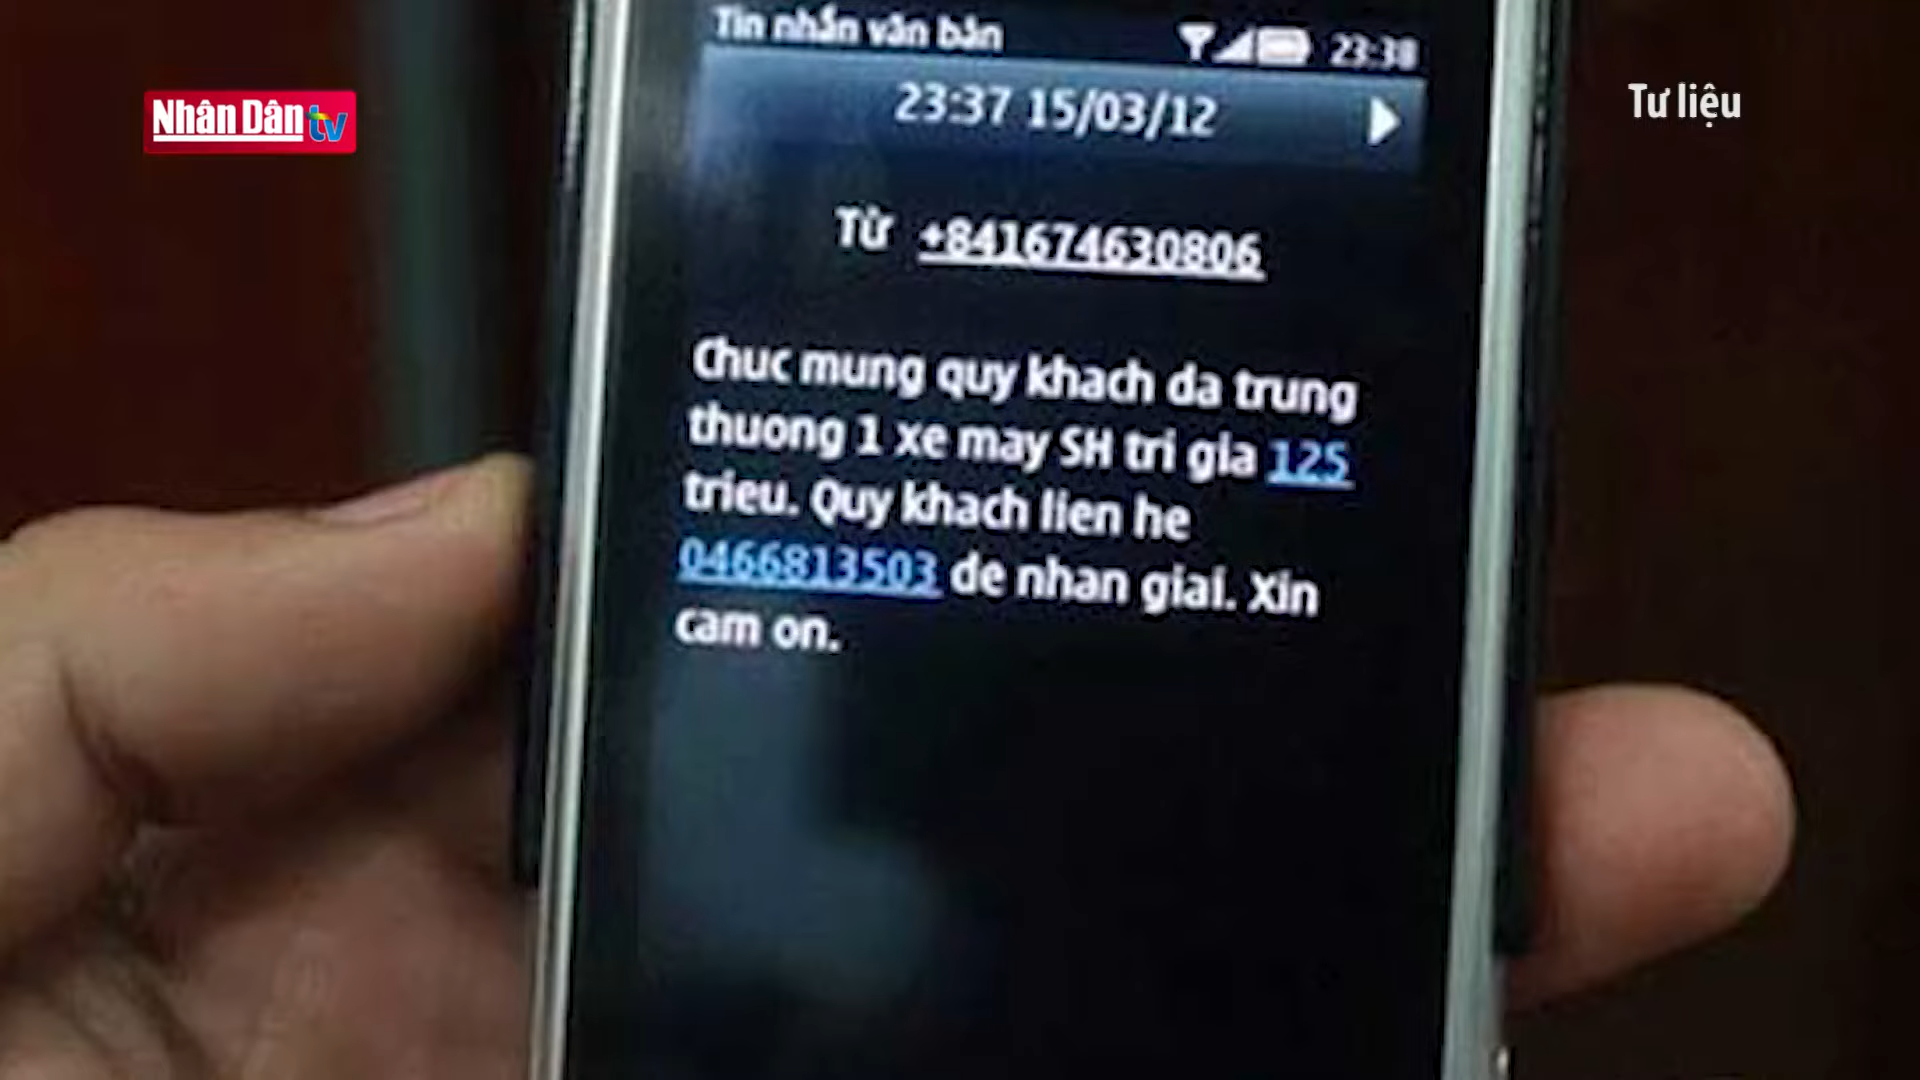 Tin nhắn văn bản 23:38
Nhân Dân tv
23:37 15/03/12
Tư liệu
Từ +841674630806
Chuc mung quy khach da trung
thuong 1 xe may SH tri gia 125
trieu. Quy khach lien he
0466813503 de nhan giai. Xin
cam on.